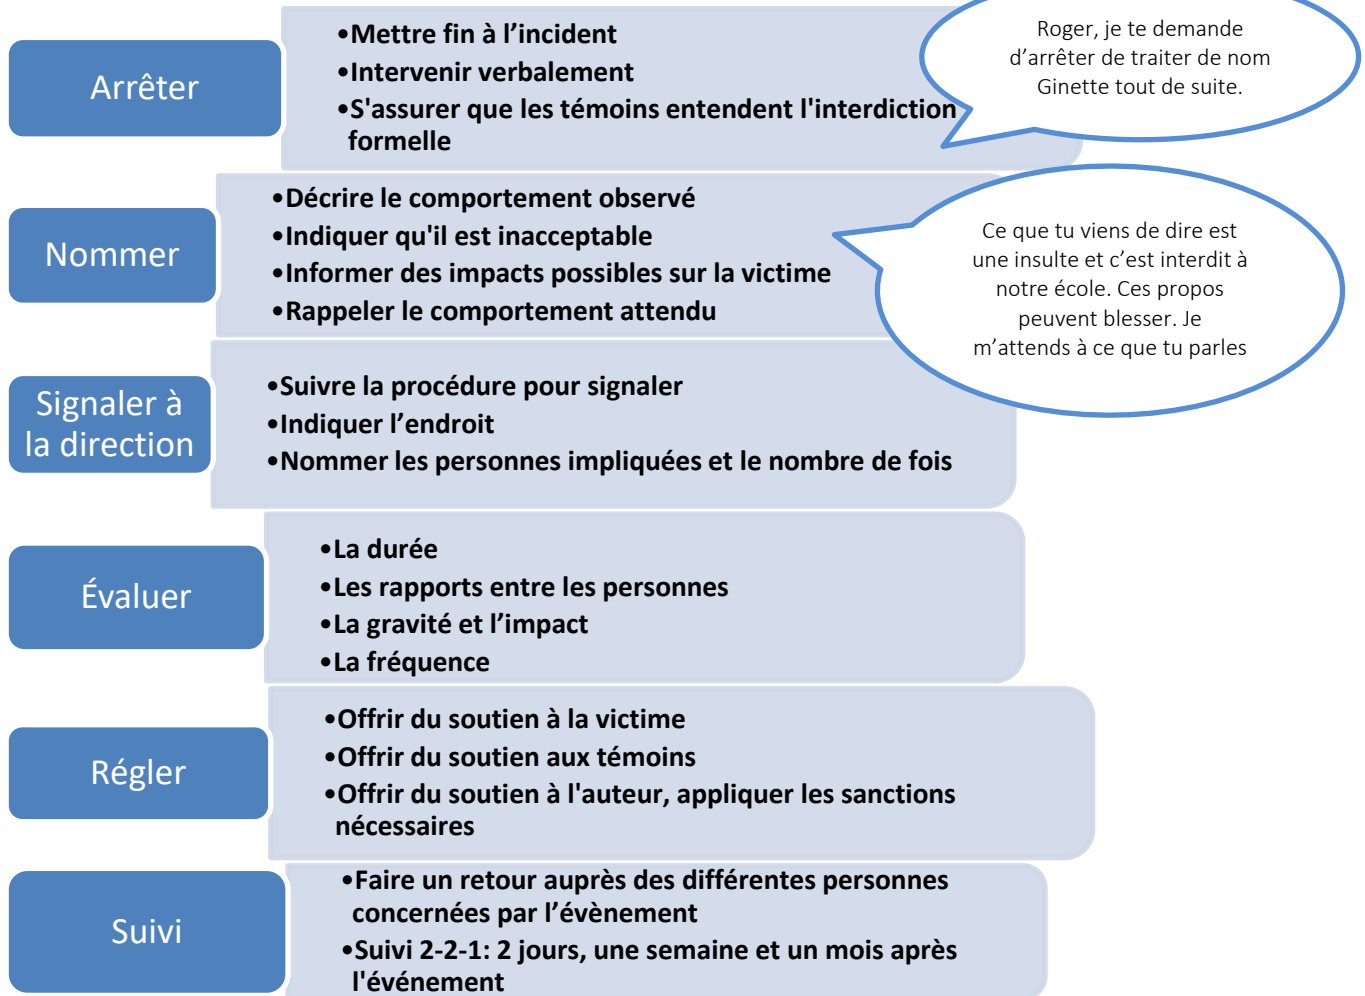 Arrêter
•Mettre fin à l’incident
•Intervenir verbalement
•S'assurer que les témoins entendent l'interdiction
formelle
Roger, je te demande
d’arrêter de traiter de nom
Ginette tout de suite.
Nommer
•Décrire le comportement observé
•Indiquer qu'il est inacceptable
•Informer des impacts possibles sur la victime
•Rappeler le comportement attendu
Ce que tu viens de dire est
une insulte et c’est interdit à
notre école. Ces propos
peuvent blesser. Je
m’attends à ce que tu parles
Signaler à
la direction
•Suivre la procédure pour signaler
•Indiquer l’endroit
•Nommer les personnes impliquées et le nombre de fois
Évaluer
•La durée
•Les rapports entre les personnes
•La gravité et l’impact
•La fréquence
Régler
•Offrir du soutien à la victime
•Offrir du soutien aux témoins
•Offrir du soutien à l'auteur, appliquer les sanctions
nécessaires
Suivi
•Faire un retour auprès des différentes personnes
concernées par l’évènement
•Suivi 2-2-1: 2 jours, une semaine et un mois après
l'événement